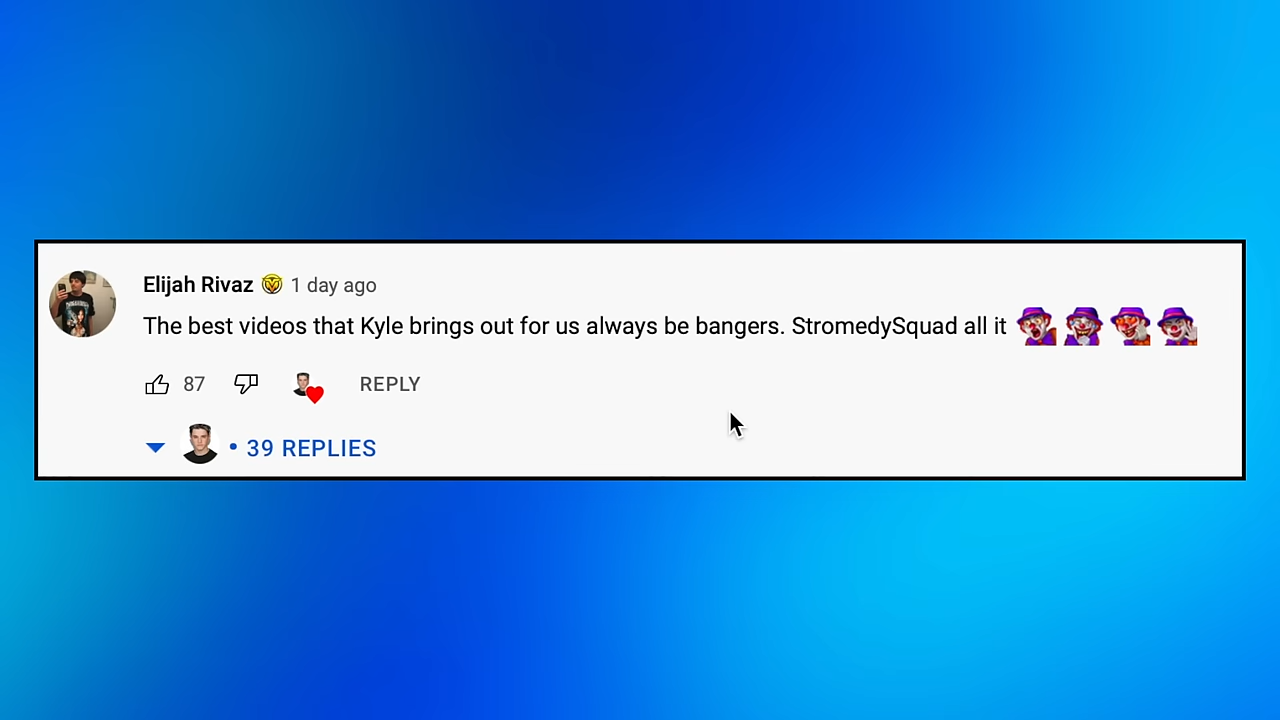 Elijah Rivaz 1 day ago
The best videos that Kyle brings out for us always be bangers. StromedySquad all it
87 REPLY
• 39 REPLIES